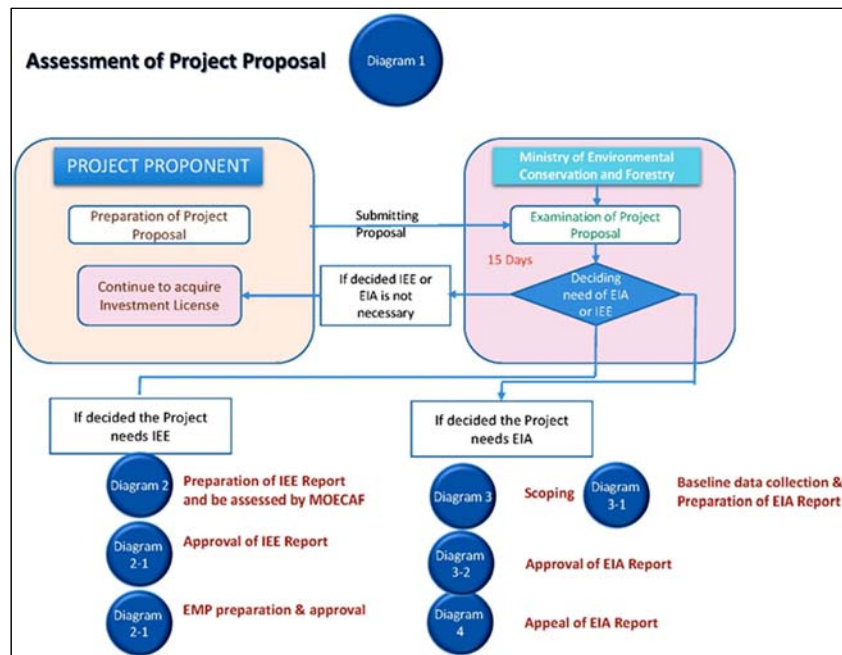 Assessment of Project Proposal
Diagram 1
PROJECT PROPONENT
Ministry of Environmental
Conservation and Forestry
Preparation of Project
Proposal
Submitting
Proposal
Examination of Project
Proposal
15 Days
Continue to acquire
Investment License
If decided IEE or
EIA is not
necessary
Deciding
need of EIA
or IEE
If decided the Project
needs IEE
If decided the Project
needs EIA
Diagram 2
Preparation of IEE Report
and be assessed by MOECAF
Diagram 3
Scoping
Diagram
3-1
Baseline data collection &
Preparation of EIA Report
Diagram
2-1
Approval of IEE Report
Diagram
3-2
Approval of EIA Report
Diagram
2-1
EMP preparation & approval
Diagram
4
Appeal of EIA Report